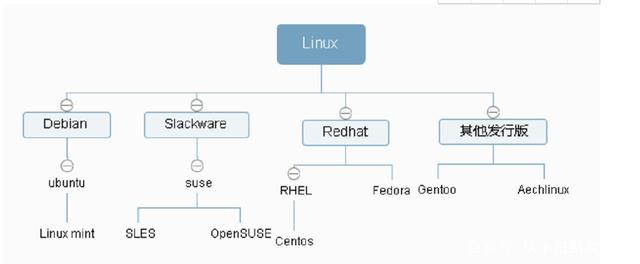 Linux
Debian
Slackware
Redhat
其他发行版
ubuntu
suse
RHEL
Fedora
Gentoo
Aechlinux
Linux mint
SLES
OpenSUSE
Centos